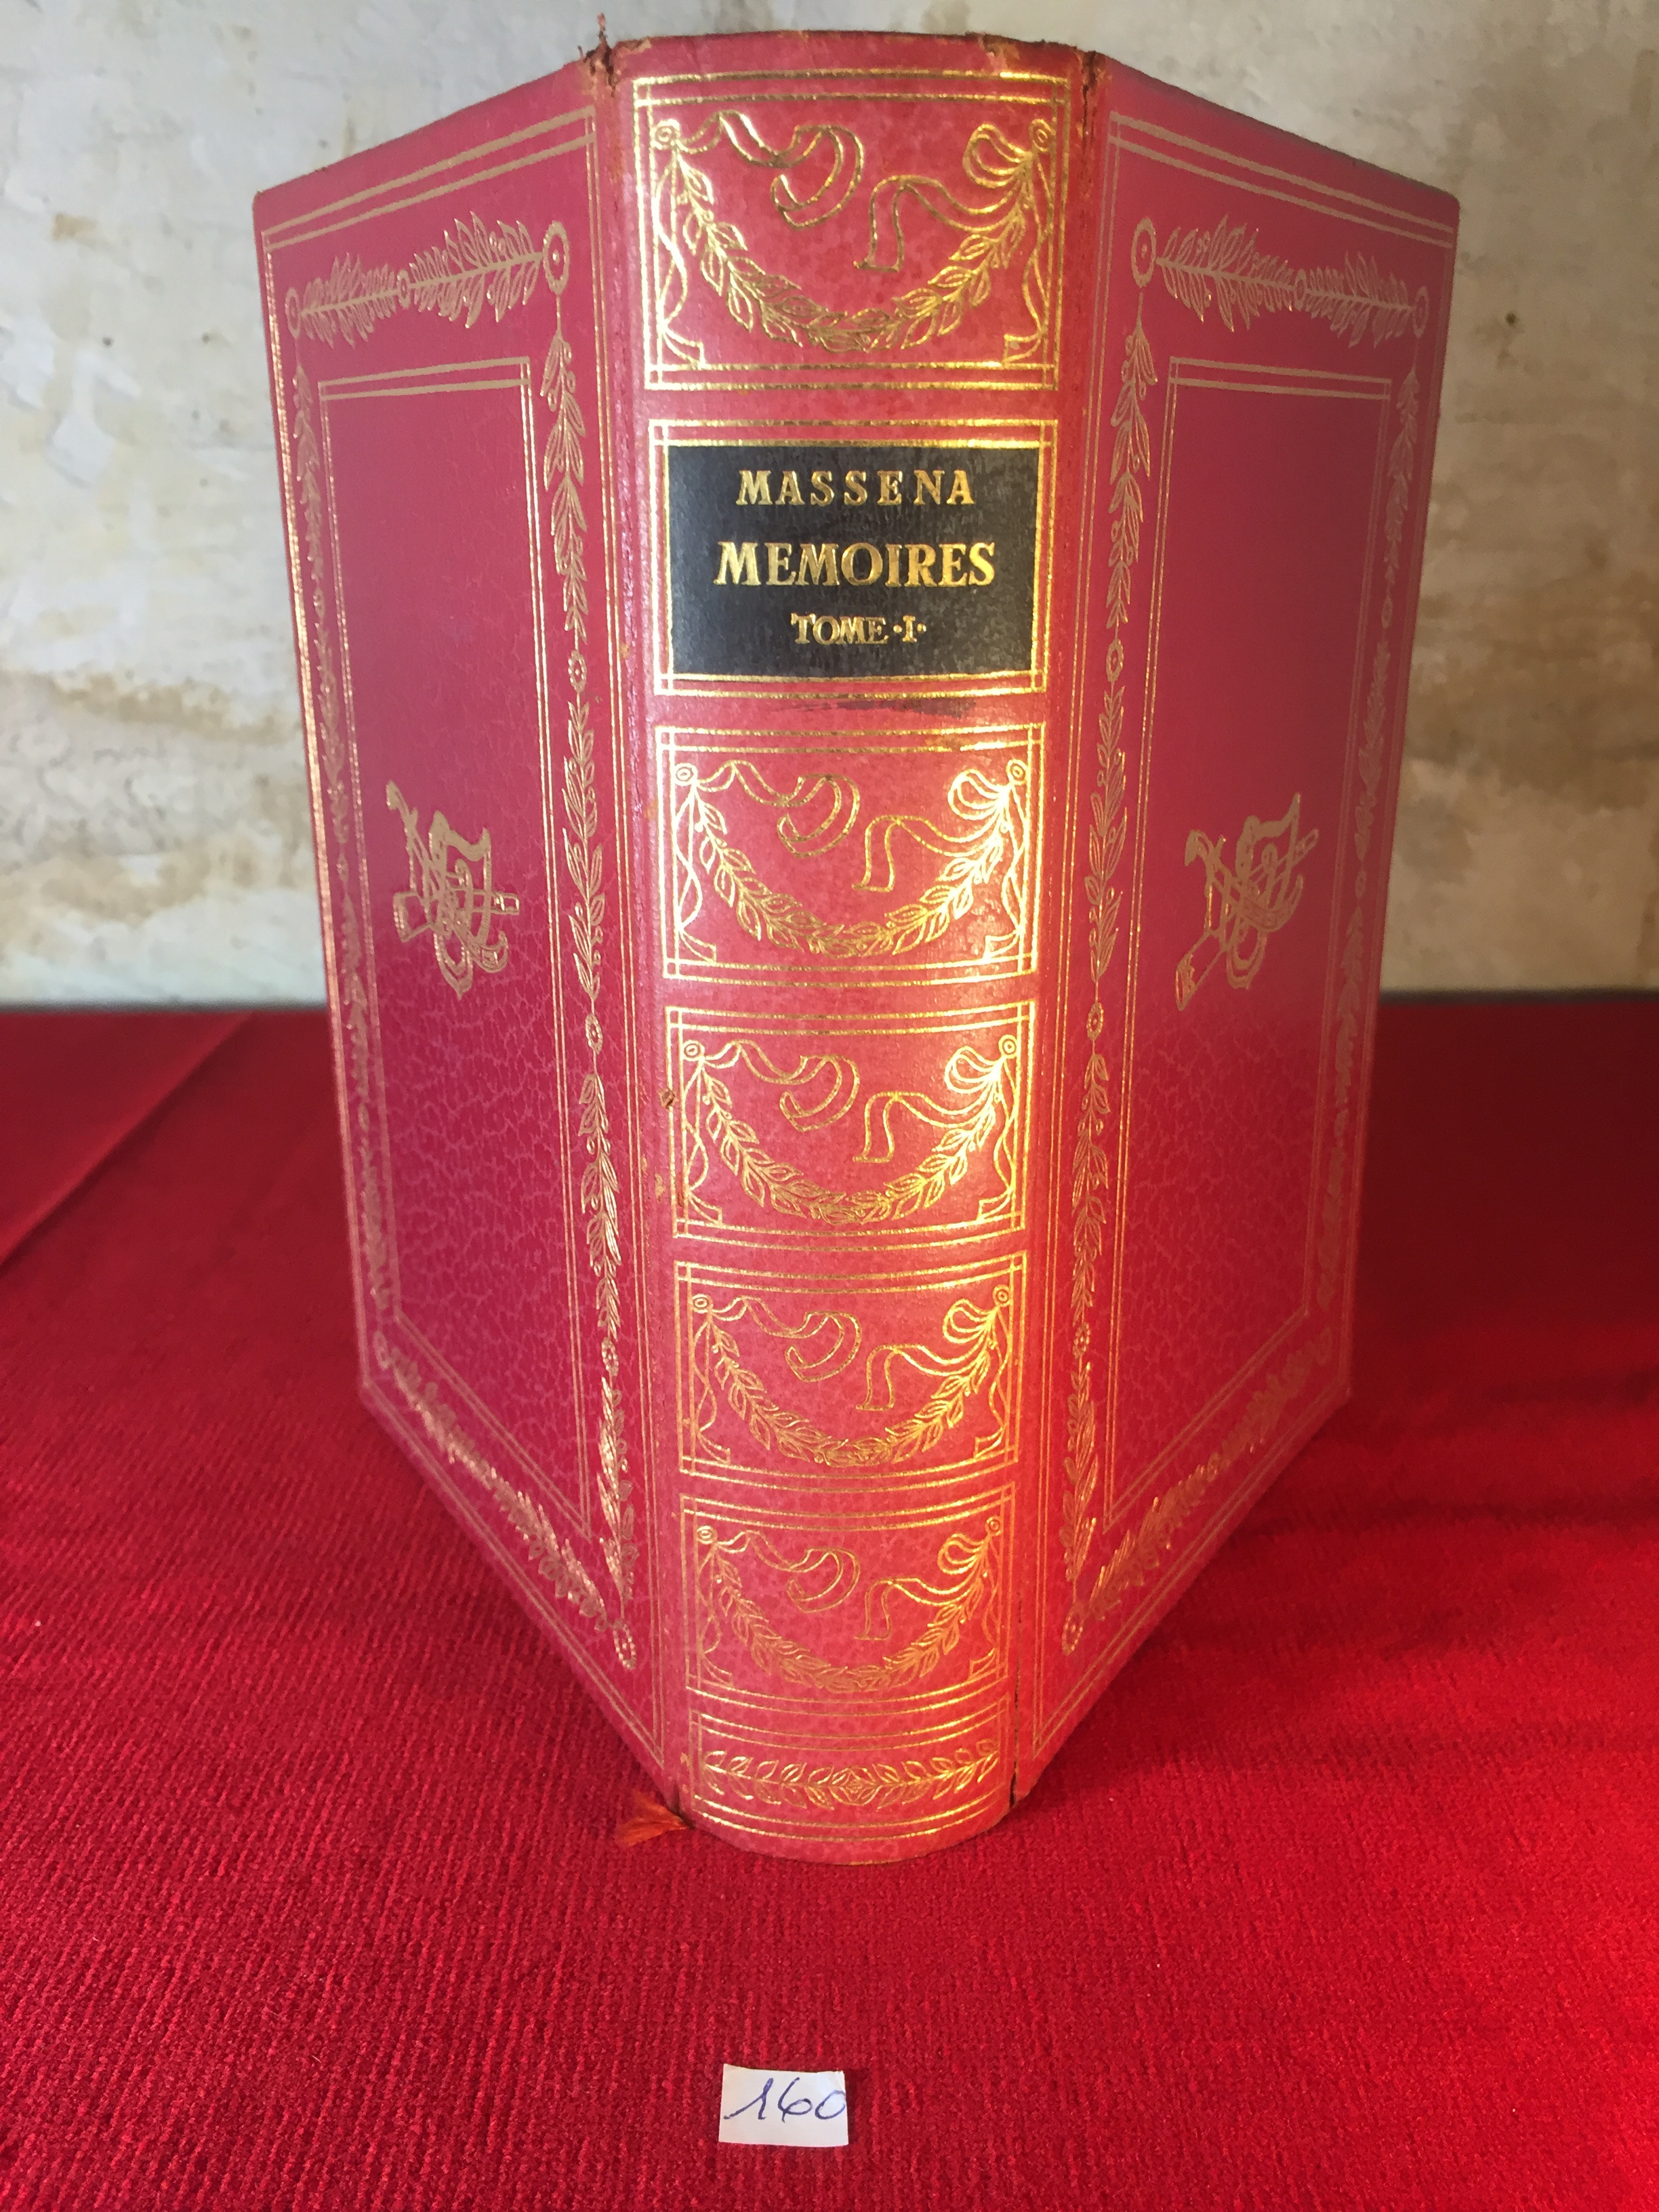 MASSENA
MEMOIRES
TOME · I ·
160